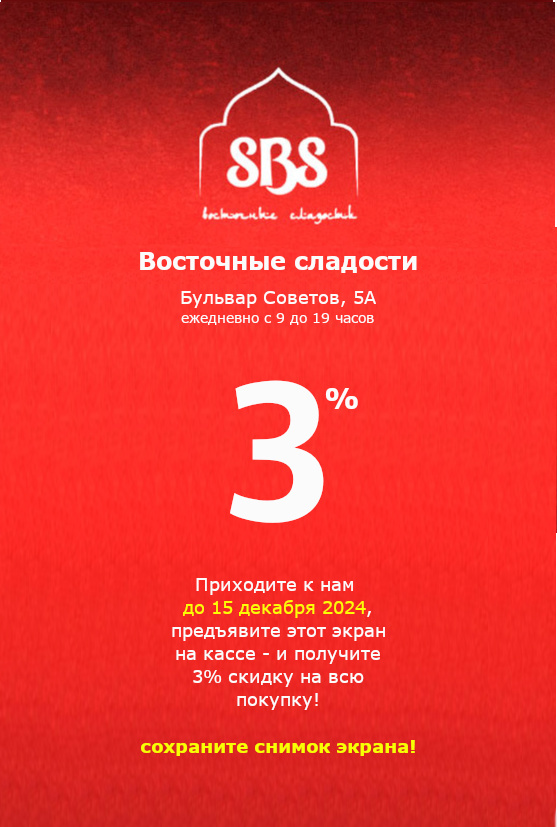 SBS
восточные сладости
Восточные сладости
Бульвар Советов, 5А
ежедневно с 9 до 19 часов
3%
Приходите к нам
до 15 декабря 2024,
предъявите этот экран
на кассе - и получите
3% скидку на всю
покупку!
сохраните снимок экрана!